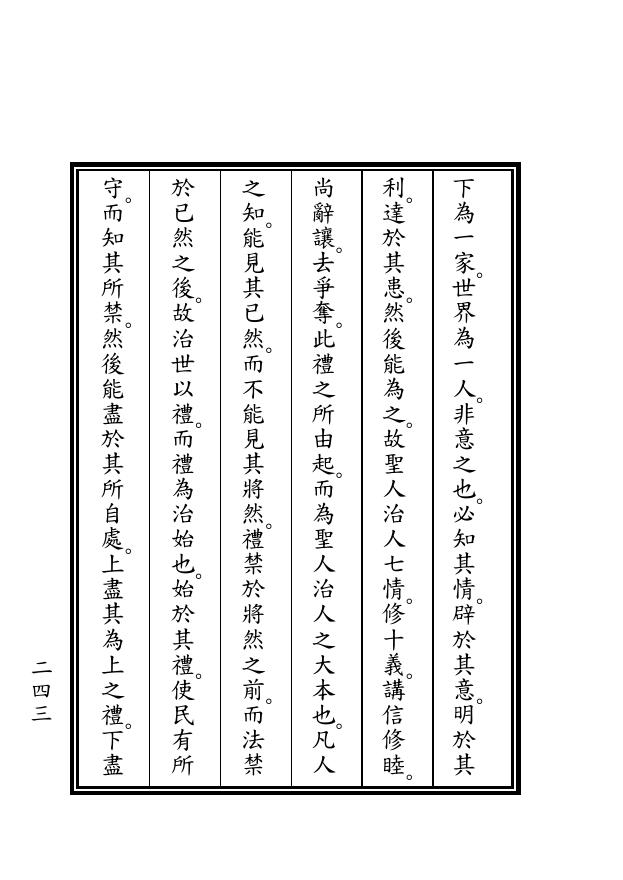 下為一家。世界為一人。非意之也。必知其情。辟於其意。明於其
利。達於其患。然後能為之。故聖人治人七情。修十義。講信修睦。
尚辭讓。去爭奪。此禮之所由起。而為聖人治人之大本也。凡人
之知。能見其已然。而不能見其將然。禮禁於將然之前。而法禁
於已然之後。故治世以禮。而禮為治始也。始於其禮。使民有所
守。而知其所禁。然後能盡於其所自處。上盡其為上之禮。下盡
二四三